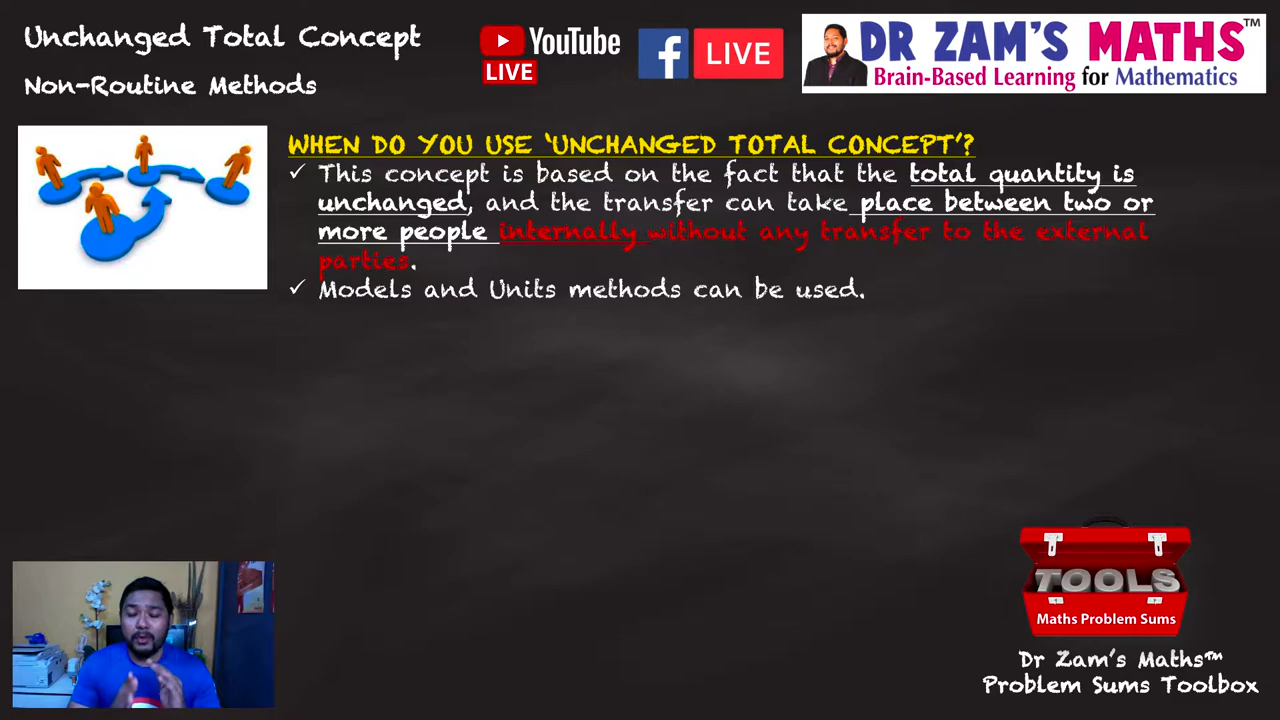 Unchanged Total Concept
Non-Routine Methods
YouTube
LIVE
f LIVE
DR ZAM'S MATHS™
Brain-Based Learning for Mathematics
WHEN DO YOU USE ‘UNCHANGED TOTAL CONCEPT’?
✓ This concept is based on the fact that the total quantity is
unchanged, and the transfer can take place between two or
more people internally without any transfer to the external
parties.
✓ Models and Units methods can be used.
TOOLS
Maths Problem Sums
Dr Zam's Maths™
Problem Sums Toolbox